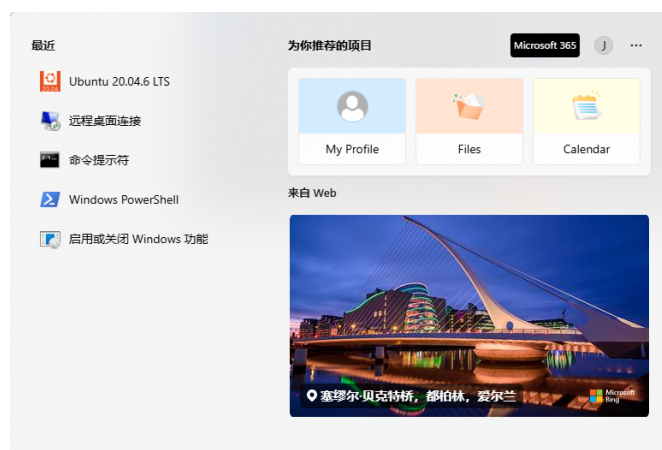 最近
Ubuntu 20.04.6 LTS
远程桌面连接
命令提示符
Windows PowerShell
启用或关闭 Windows 功能
为你推荐的项目
Microsoft 365
J
...
My Profile
Files
Calendar
来自 Web
塞缪尔·贝克特桥，都柏林，爱尔兰
Microsoft
Bing
20.04